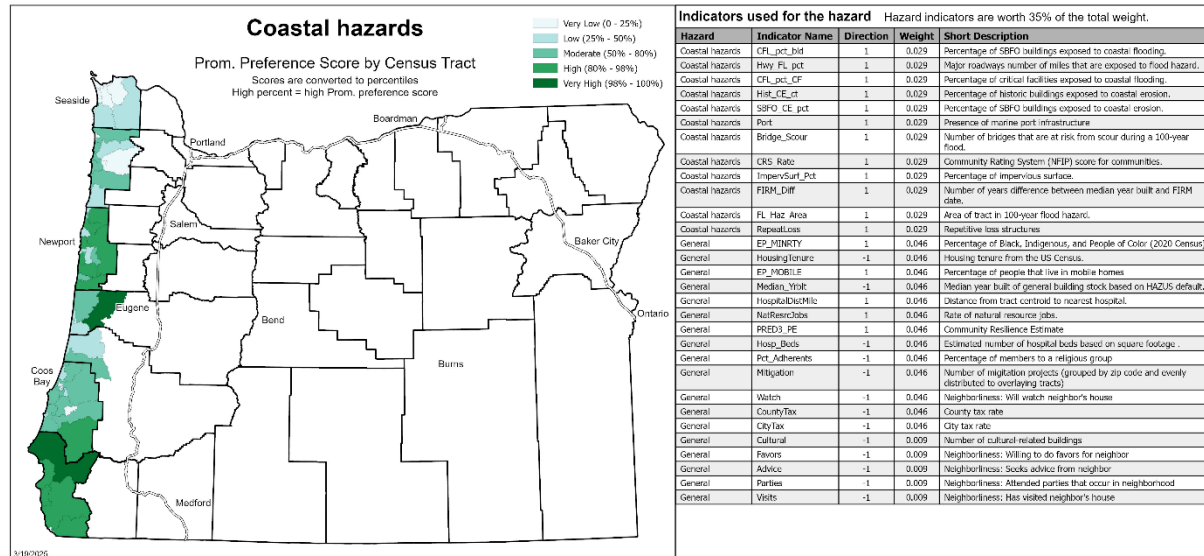 Coastal hazards
Prom. Preference Score by Census Tract
Scores are converted to percentiles
High percent = high Prom. preference score
Very Low (0 - 25%)
Low (25% - 50%)
Moderate (50% - 80%)
High (80% - 98%)
Very High (98% - 100%)
Seaside
Portland
Boardman
Salem
Newport
Baker City
Eugene
Bend
Ontario
Coos
Bay
Burns
Medford
3/19/2025
Indicators used for the hazard Hazard indicators are worth 35% of the total weight.
Hazard Indicator Name Direction Weight Short Description
Coastal hazards CFL_pct_bld 1 0.029 Percentage of SBFO buildings exposed to coastal flooding.
Coastal hazards Hwy_FL_pct 1 0.029 Major roadways number of miles that are exposed to flood hazard.
Coastal hazards CFL_pct_CF 1 0.029 Percentage of critical facilities exposed to coastal flooding.
Coastal hazards Hist_CE_ct 1 0.029 Percentage of historic buildings exposed to coastal erosion.
Coastal hazards SBFO_CE_pct 1 0.029 Percentage of SBFO buildings exposed to coastal erosion.
Coastal hazards Port 1 0.029 Presence of marine port infrastructure
Coastal hazards Bridge_Scour 1 0.029 Number of bridges that are at risk from scour during a 100-year
flood.
Coastal hazards CRS_Rate 1 0.029 Community Rating System (NFIP) score for communities.
Coastal hazards ImpervSurf_Pct 1 0.029 Percentage of impervious surface.
Coastal hazards FIRM_Diff 1 0.029 Number of years difference between median year built and FIRM
date.
Coastal hazards FL_Haz_Area 1 0.029 Area of tract in 100-year flood hazard.
Coastal hazards RepeatLoss 1 0.029 Repetitive loss structures
General EP_MINRTY 1 0.046 Percentage of Black, Indigenous, and People of Color (2020 Census)
General HousingTenure -1 0.046 Housing tenure from the US Census.
General EP_MOBILE 1 0.046 Percentage of people that live in mobile homes
General Median_Yrblt -1 0.046 Median year built of general building stock based on HAZUS default.
General HospitalDistMile 1 0.046 Distance from tract centroid to nearest hospital.
General NatResrcJobs 1 0.046 Rate of natural resource jobs.
General PRED3_PE 1 0.046 Community Resilience Estimate
General Hosp_Beds -1 0.046 Estimated number of hospital beds based on square footage .
General Pct_Adherents -1 0.046 Percentage of members to a religious group
General Mitigation -1 0.046 Number of migitation projects (grouped by zip code and evenly
distributed to overlaying tracts)
General Watch -1 0.046 Neighborliness: Will watch neighbor's house
General CountyTax -1 0.046 County tax rate
General CityTax -1 0.046 City tax rate
General Cultural -1 0.009 Number of cultural-related buildings
General Favors -1 0.009 Neighborliness: Willing to do favors for neighbor
General Advice -1 0.009 Neighborliness: Seeks advice from neighbor
General Parties -1 0.009 Neighborliness: Attended parties that occur in neighborhood
General Visits -1 0.009 Neighborliness: Has visited neighbor's house